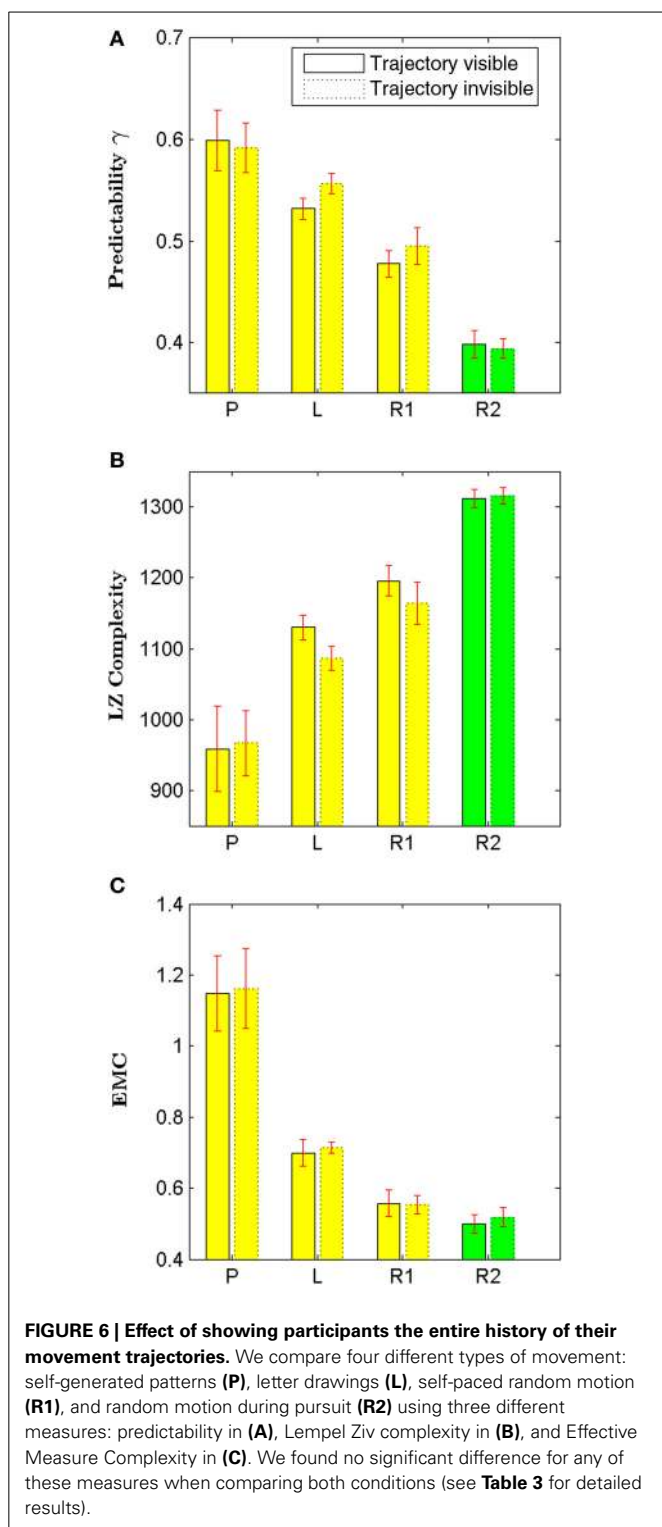 A
0.7
Trajectory visible
Trajectory invisible
0.6
0.5
0.4
Predictability γ
P L R1 R2
B
1300
1200
1100
1000
900
LZ Complexity
P L R1 R2
C
1.4
1.2
1
0.8
0.6
0.4
EMC
P L R1 R2
FIGURE 6 | Effect of showing participants the entire history of their
movement trajectories. We compare four different types of movement:
self-generated patterns (P), letter drawings (L), self-paced random motion
(R1), and random motion during pursuit (R2) using three different
measures: predictability in (A), Lempel Ziv complexity in (B), and Effective
Measure Complexity in (C). We found no significant difference for any of
these measures when comparing both conditions (see Table 3 for detailed
results).